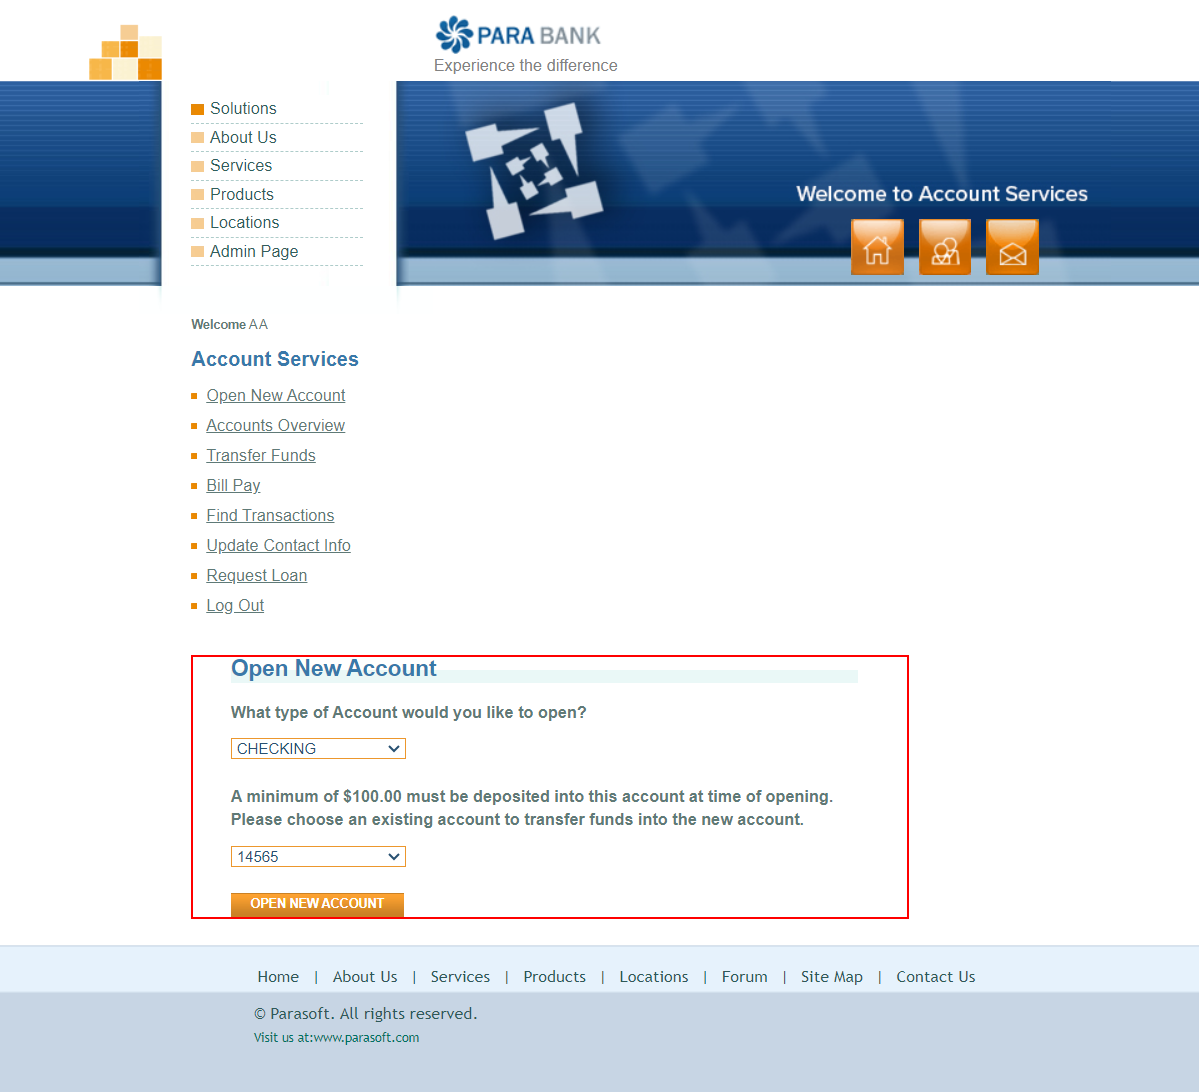 PARA BANK
Experience the difference
Solutions
About Us
Services
Products
Locations
Admin Page
Welcome to Account Services
Welcome AA
Account Services
Open New Account
Accounts Overview
Transfer Funds
Bill Pay
Find Transactions
Update Contact Info
Request Loan
Log Out
Open New Account
What type of Account would you like to open?
CHECKING
A minimum of $100.00 must be deposited into this account at time of opening.
Please choose an existing account to transfer funds into the new account.
14565
OPEN NEW ACCOUNT
Home | About Us | Services | Products | Locations | Forum | Site Map | Contact Us
© Parasoft. All rights reserved.
Visit us at:www.parasoft.com